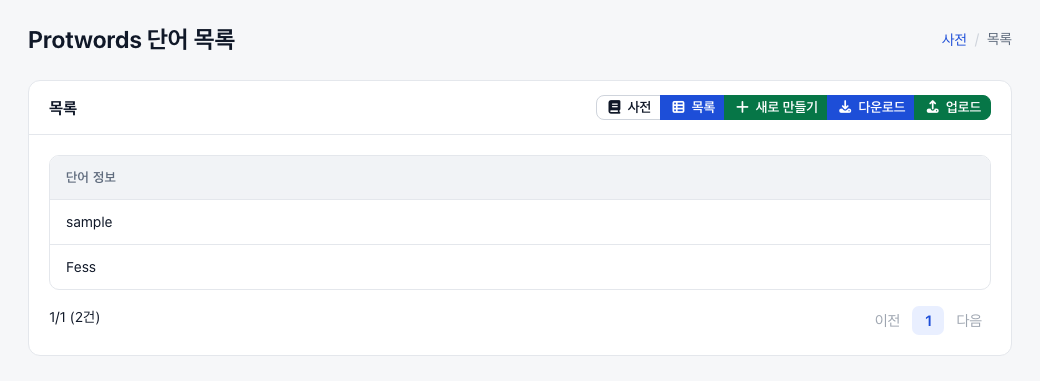 Protwords 단어 목록
사전 / 목록
목록
사전 목록 새로 만들기 다운로드 업로드
단어 정보
sample
Fess
1/1 (2건)
이전 1 다음